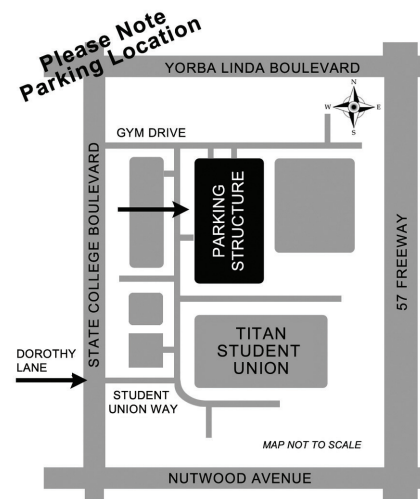 Please Note
Parking Location
YORBA LINDA BOULEVARD
N
W E
S
GYM DRIVE
STATE COLLEGE BOULEVARD
PARKING
STRUCTURE
57 FREEWAY
TITAN
STUDENT
UNION
DOROTHY
LANE
STUDENT
UNION WAY
MAP NOT TO SCALE
NUTWOOD AVENUE